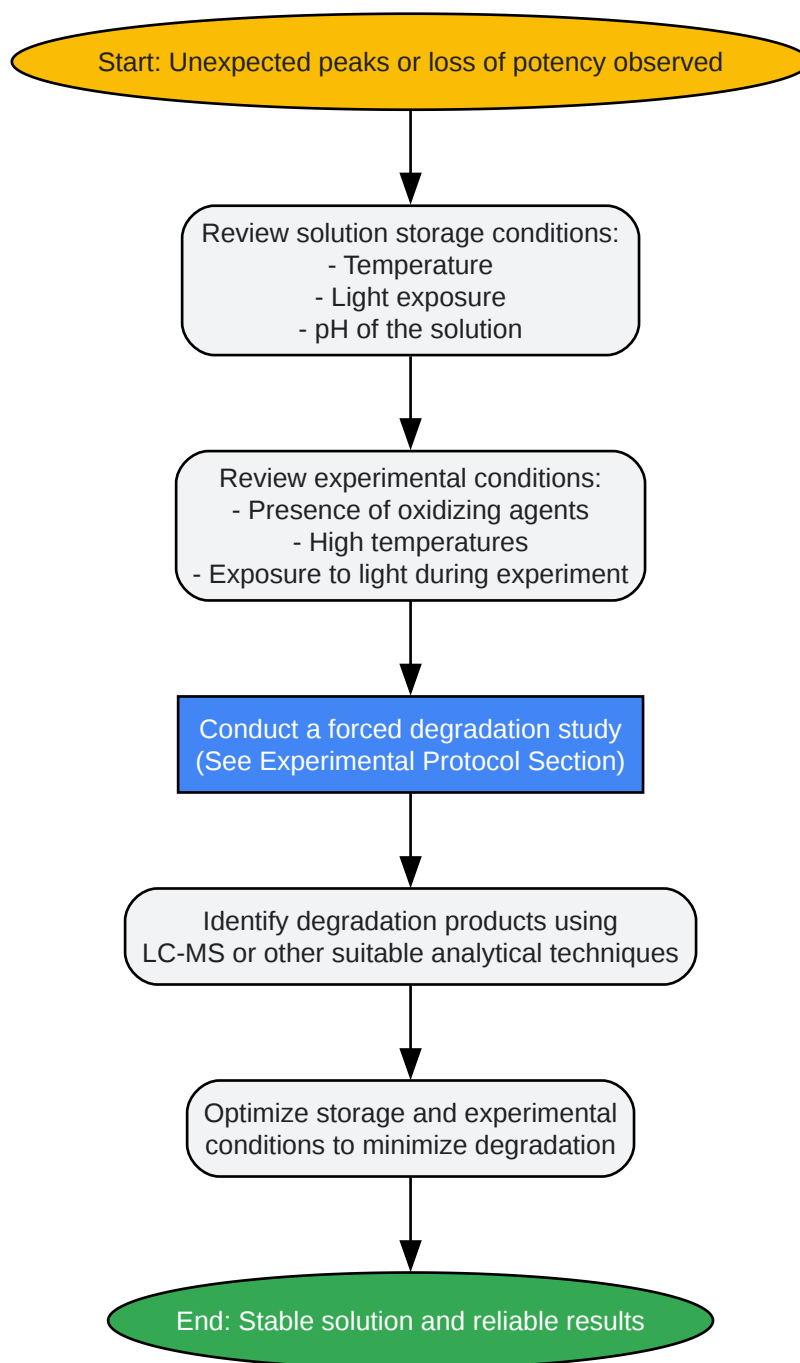 Start: Unexpected peaks or loss of potency observed
Review solution storage conditions:
- Temperature
- Light exposure
- pH of the solution
Review experimental conditions:
- Presence of oxidizing agents
- High temperatures
- Exposure to light during experiment
Conduct a forced degradation study
(See Experimental Protocol Section)
Identify degradation products using
LC-MS or other suitable analytical techniques
Optimize storage and experimental
conditions to minimize degradation
End: Stable solution and reliable results